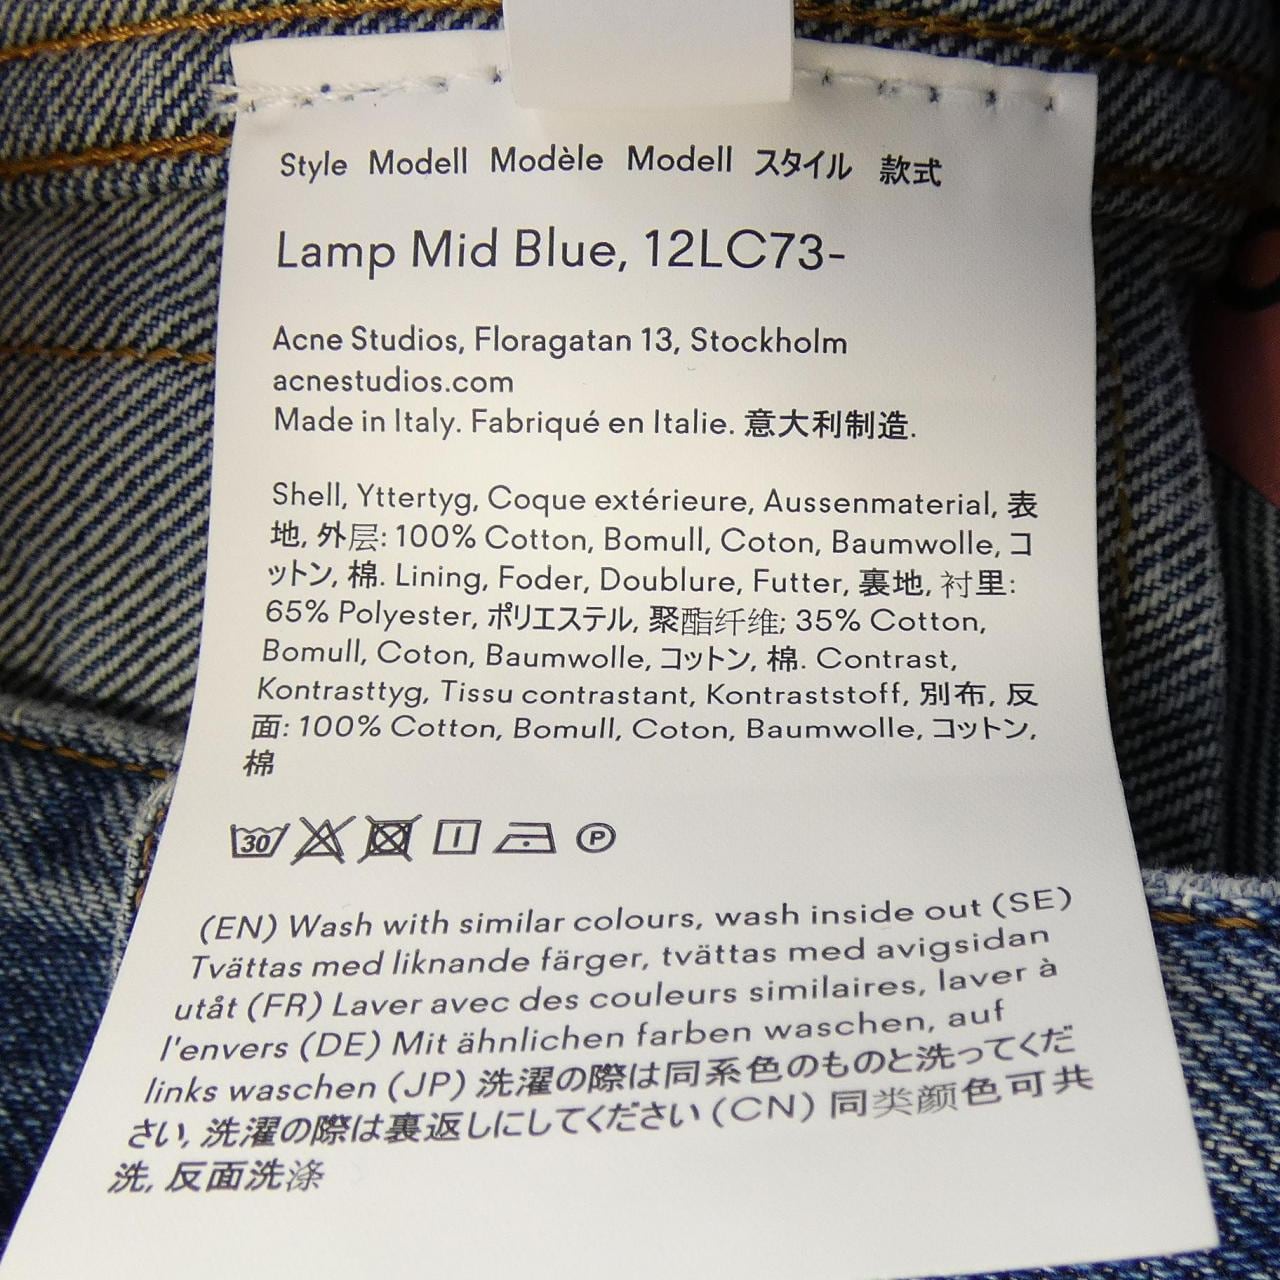 Style Modell Modèle Modell スタイル 款式
Lamp Mid Blue, 12LC73-
Acne Studios, Floragatan 13, Stockholm
acnestudios.com
Made in Italy. Fabriqué en Italie. 意大利制造.
Shell, Yttertyg, Coque extérieure, Aussenmaterial, 表
地, 外层: 100% Cotton, Bomull, Coton, Baumwolle, コ
ットン, 棉. Lining, Foder, Doublure, Futter, 裏地, 衬里:
65% Polyester, ポリエステル, 聚酯纤维; 35% Cotton,
Bomull, Coton, Baumwolle, コットン, 棉. Contrast,
Kontrasttyg, Tissu contrastant, Kontraststoff, 別布, 反
面: 100% Cotton, Bomull, Coton, Baumwolle, コットン,
棉
30 P
(EN) Wash with similar colours, wash inside out (SE)
Tvättas med liknande färger, tvättas med avigsidan
utåt (FR) Laver avec des couleurs similaires, laver à
l'envers (DE) Mit ähnlichen farben waschen, auf
links waschen (JP) 洗濯の際は同系色のものと洗ってくだ
さい, 洗濯の際は裏返しにしてください (CN) 同类颜色可共
洗, 反面洗涤